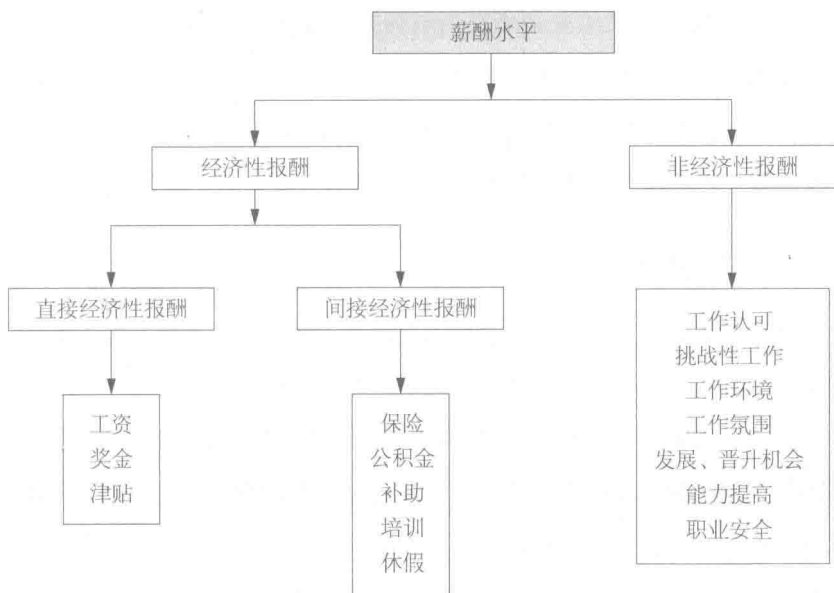 薪酬水平
经济性报酬
非经济性报酬
直接经济性报酬
间接经济性报酬
工资
奖金
津贴
保险
公积金
补助
培训
休假
工作认可
挑战性工作
工作环境
工作氛围
发展、晋升机会
能力提高
职业安全